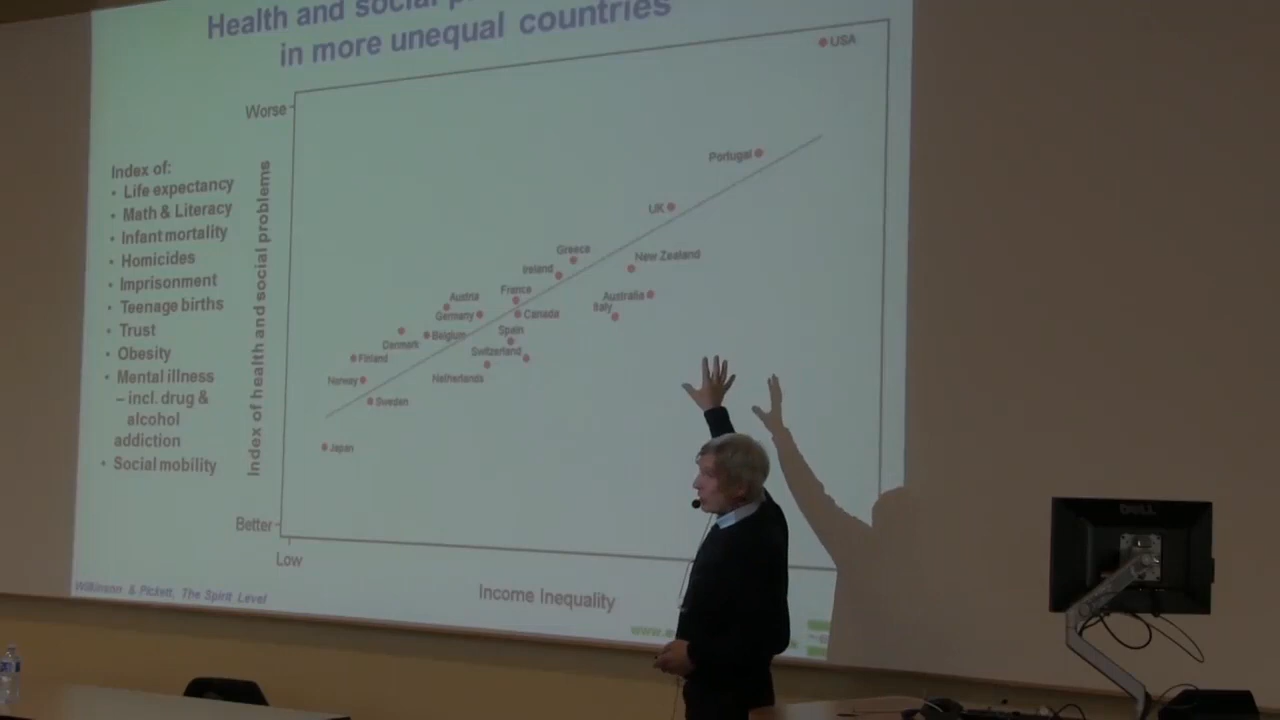 Health and social
in more unequal countries
Worse
USA
Portugal
UK
Greece
New Zealand
Ireland
France
Australia
Austria
Italy
Germany
Canada
Belgium
Spain
Denmark
Switzerland
Finland
Netherlands
Norway
Sweden
Japan
Index of health and social problems
Index of:
• Life expectancy
• Math & Literacy
• Infant mortality
• Homicides
• Imprisonment
• Teenage births
• Trust
• Obesity
• Mental illness
– incl. drug &
alcohol
addiction
• Social mobility
Better
Low
Income Inequality
Wilkinson & Pickett, The Spirit Level
DELL